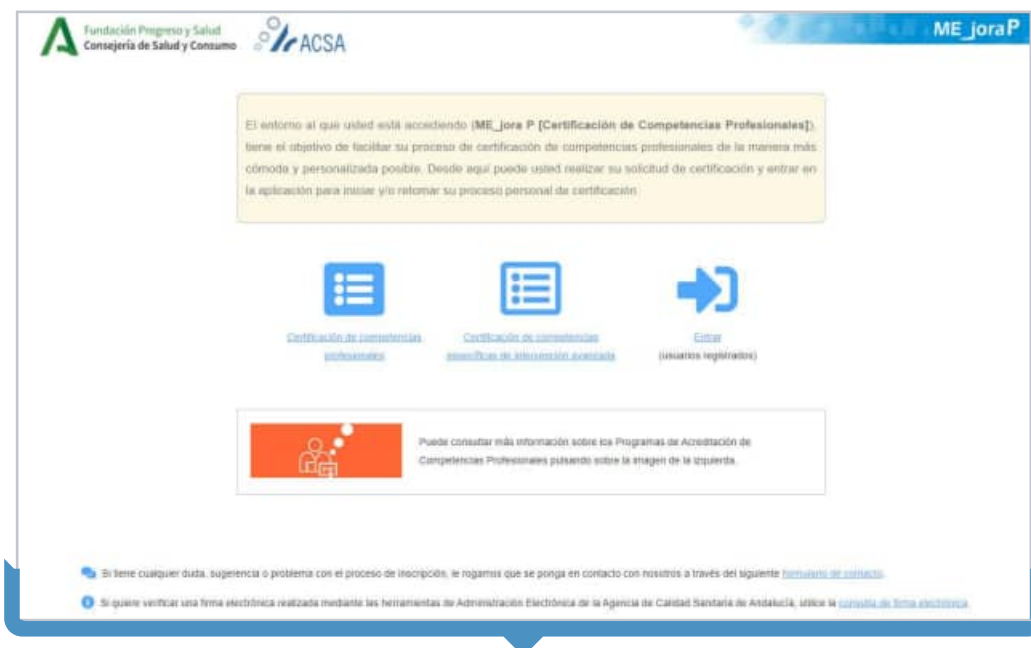 Fundación Progreso y Salud
Consejería de Salud y Consumo
ACSA
ME_jora P
El entorno al que usted está accediendo (ME_jora P [Certificación de Competencias Profesionales]),
tiene el objetivo de facilitar su proceso de certificación de competencias profesionales de la manera más
cómoda y personalizada posible. Desde aquí puede usted realizar su solicitud de certificación y entrar en
la aplicación para iniciar y/o retomar su proceso personal de certificación
Certificación de competencias
profesionales
Certificación de competencias
específicas de intervención avanzada
Entrar
(usuarios registrados)
Puede consultar más información sobre los Programas de Acreditación de
Competencias Profesionales pulsando sobre la imagen de la izquierda.
Si tiene cualquier duda, sugerencia o problema con el proceso de inscripción, le rogamos que se ponga en contacto con nosotros a través del siguiente formulario de contacto.
Si quiere verificar una firma electrónica realizada mediante las herramientas de Administración Electrónica de la Agencia de Calidad Sanitaria de Andalucía, utilice la consulta de firma electrónica.